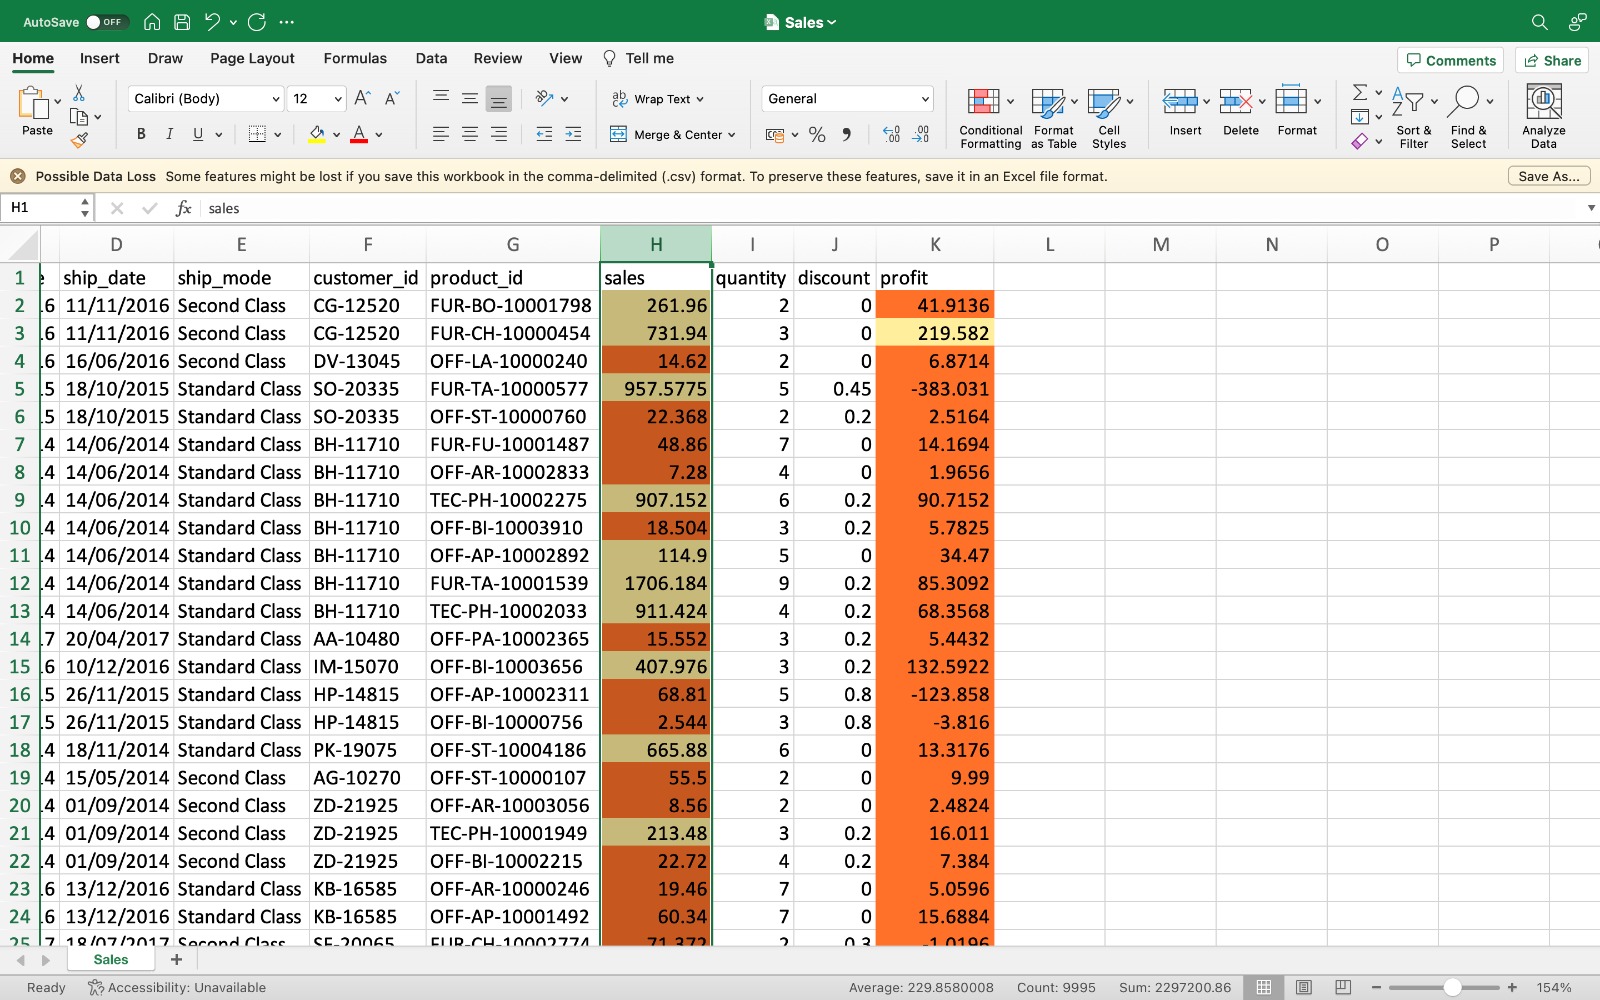 AutoSave OFF Sales
Home Insert Draw Page Layout Formulas Data Review View Tell me Comments Share
Paste Calibri (Body) 12 A A B I U A ab Wrap Text Merge & Center General % Conditional Formatting Format as Table Cell Styles Insert Delete Format Sort & Filter Find & Select Analyze Data
Possible Data Loss Some features might be lost if you save this workbook in the comma-delimited (.csv) format. To preserve these features, save it in an Excel file format. Save As...
H1 fx sales
D E F G H I J K L M N O P
1 ship_date ship_mode customer_id product_id sales quantity discount profit
2 .6 11/11/2016 Second Class CG-12520 FUR-BO-10001798 261.96 2 0 41.9136
3 .6 11/11/2016 Second Class CG-12520 FUR-CH-10000454 731.94 3 0 219.582
4 .6 16/06/2016 Second Class DV-13045 OFF-LA-10000240 14.62 2 0 6.8714
5 .5 18/10/2015 Standard Class SO-20335 FUR-TA-10000577 957.5775 5 0.45 -383.031
6 .5 18/10/2015 Standard Class SO-20335 OFF-ST-10000760 22.368 2 0.2 2.5164
7 .4 14/06/2014 Standard Class BH-11710 FUR-FU-10001487 48.86 7 0 14.1694
8 .4 14/06/2014 Standard Class BH-11710 OFF-AR-10002833 7.28 4 0 1.9656
9 .4 14/06/2014 Standard Class BH-11710 TEC-PH-10002275 907.152 6 0.2 90.7152
10 .4 14/06/2014 Standard Class BH-11710 OFF-BI-10003910 18.504 3 0.2 5.7825
11 .4 14/06/2014 Standard Class BH-11710 OFF-AP-10002892 114.9 5 0 34.47
12 .4 14/06/2014 Standard Class BH-11710 FUR-TA-10001539 1706.184 9 0.2 85.3092
13 .4 14/06/2014 Standard Class BH-11710 TEC-PH-10002033 911.424 4 0.2 68.3568
14 .7 20/04/2017 Standard Class AA-10480 OFF-PA-10002365 15.552 3 0.2 5.4432
15 .6 10/12/2016 Standard Class IM-15070 OFF-BI-10003656 407.976 3 0.2 132.5922
16 .5 26/11/2015 Standard Class HP-14815 OFF-AP-10002311 68.81 5 0.8 -123.858
17 .5 26/11/2015 Standard Class HP-14815 OFF-BI-10000756 2.544 3 0.8 -3.816
18 .4 18/11/2014 Standard Class PK-19075 OFF-ST-10004186 665.88 6 0 13.3176
19 .4 15/05/2014 Second Class AG-10270 OFF-ST-10000107 55.5 2 0 9.99
20 .4 01/09/2014 Second Class ZD-21925 OFF-AR-10003056 8.56 2 0 2.4824
21 .4 01/09/2014 Second Class ZD-21925 TEC-PH-10001949 213.48 3 0.2 16.011
22 .4 01/09/2014 Second Class ZD-21925 OFF-BI-10002215 22.72 4 0.2 7.384
23 .6 13/12/2016 Standard Class KB-16585 OFF-AR-10000246 19.46 7 0 5.0596
24 .6 13/12/2016 Standard Class KB-16585 OFF-AP-10001492 60.34 7 0 15.6884
25 .7 18/07/2017 Second Class SF-20065 FUR-CH-10002774 71.372 2 0.3 -1.0196
Sales +
Ready Accessibility: Unavailable Average: 229.8580008 Count: 9995 Sum: 2297200.86 154%